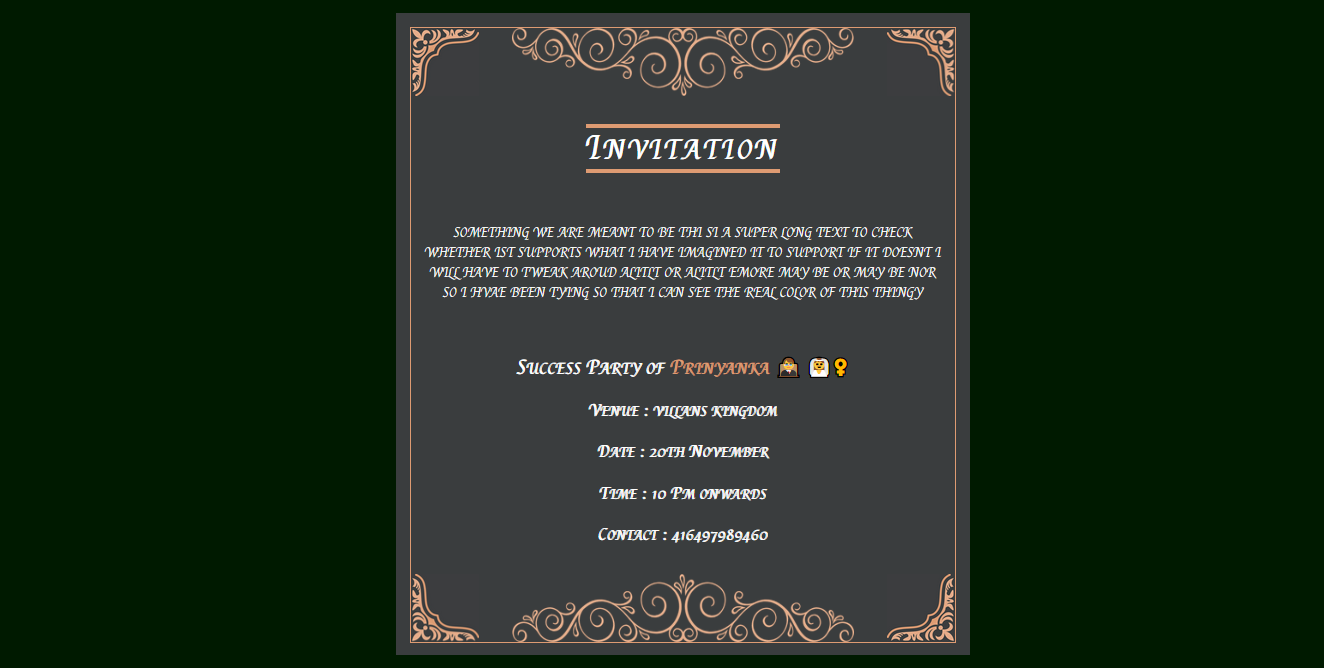 Invitation
SOMETHING WE ARE MEANT TO BE THI SI A SUPER LONG TEXT TO CHECK
WHETHER IST SUPPORTS WHAT I HAVE IMAGINED IT TO SUPPORT IF IT DOESNT I
WILL HAVE TO TWEAK AROUD ALITLT OR ALITLT EMORE MAY BE OR MAY BE NOR
SO I HVAE BEEN TYING SO THAT I CAN SEE THE REAL COLOR OF THIS THINGY
Success Party of Prinyanka
Venue : villans kingdom
Date : 20th November
Time : 10 Pm onwards
Contact : 416497989460